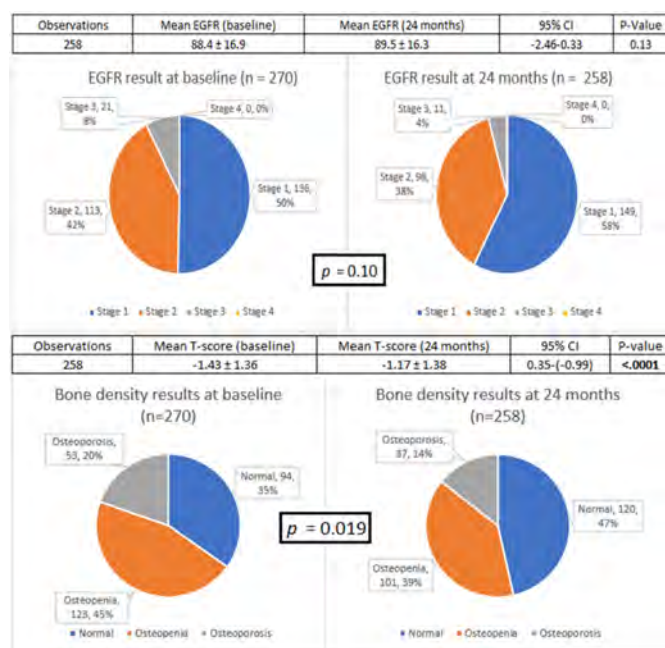 Observations Mean EGFR (baseline) Mean EGFR (24 months) 95% CI P-Value
258 88.4 ± 16.9 89.5 ± 16.3 -2.46-0.33 0.13
EGFR result at baseline (n = 270)
Stage 3, 21,
8%
Stage 4, 0, 0%
Stage 2, 113,
42%
Stage 1, 136,
50%
Stage 1 Stage 2 Stage 3 Stage 4
EGFR result at 24 months (n = 258)
Stage 3, 11,
4%
Stage 4, 0,
0%
Stage 2, 98,
38%
Stage 1, 149,
58%
Stage 1 Stage 2 Stage 3 Stage 4
p = 0.10
Observations Mean T-score (baseline) Mean T-score (24 months) 95% CI P-value
258 -1.43 ± 1.36 -1.17 ± 1.38 0.35-(-0.99) <.0001
Bone density results at baseline
(n=270)
Osteoporosis,
53, 20%
Normal, 94,
35%
Osteopenia,
123, 45%
Normal Osteopenia Osteoporosis
Bone density results at 24 months
(n=258)
Osteoporosis,
37, 14%
Normal, 120,
47%
Osteopenia,
101, 39%
Normal Osteopenia Osteoporosis
p = 0.019